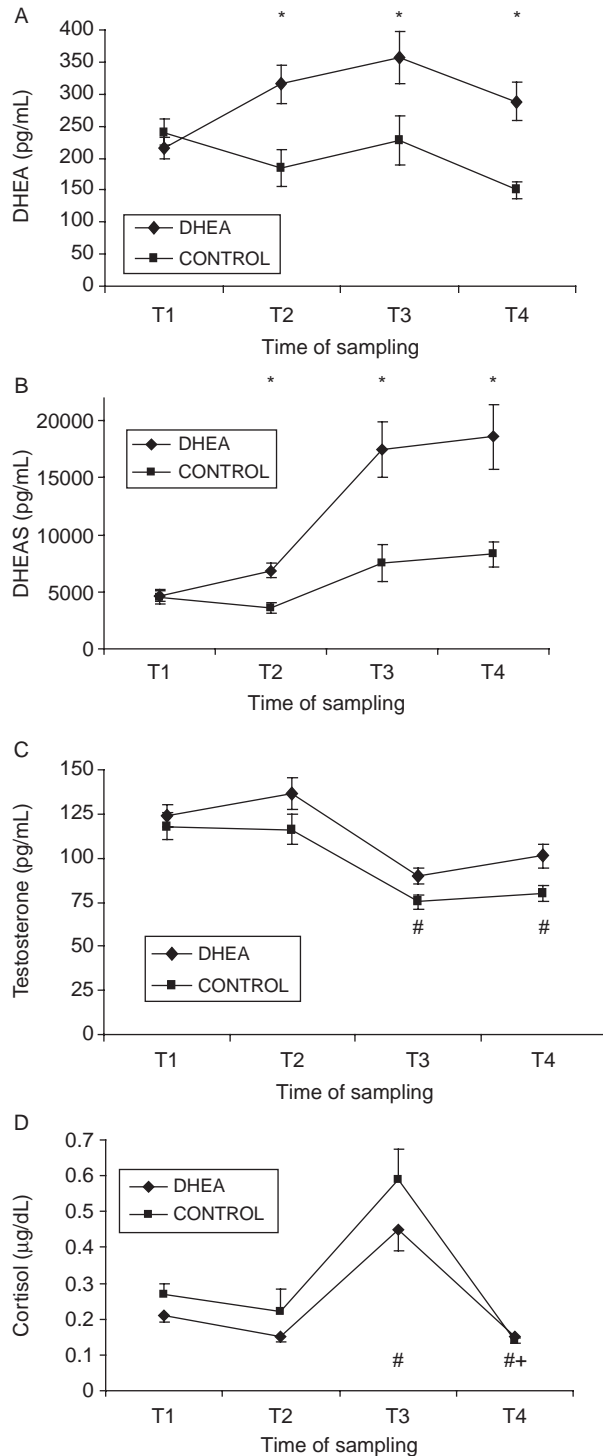 A
* * *
400
350
300
250
200
150
100
50
0
DHEA (pg/mL)
DHEA
CONTROL
T1 T2 T3 T4
Time of sampling
B
* * *
20000
15000
10000
5000
0
DHEAS (pg/mL)
DHEA
CONTROL
T1 T2 T3 T4
Time of sampling
C
150
125
100
75
50
25
0
Testosterone (pg/mL)
# #
DHEA
CONTROL
T1 T2 T3 T4
Time of sampling
D
0.7
0.6
0.5
0.4
0.3
0.2
0.1
0
Cortisol (µg/dL)
DHEA
CONTROL
# #+
T1 T2 T3 T4
Time of sampling